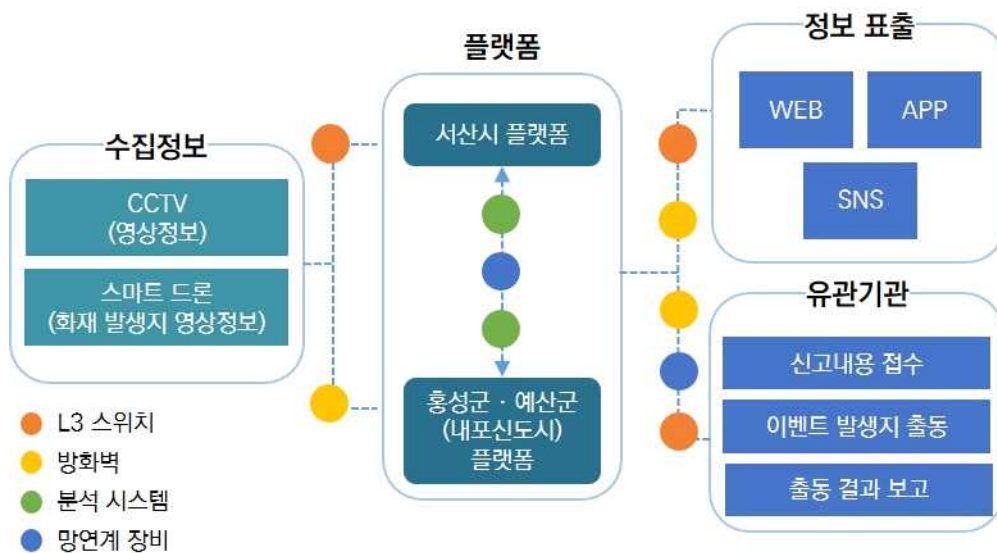 수집정보
CCTV
(영상정보)
스마트 드론
(화재 발생지 영상정보)
L3 스위치
방화벽
분석 시스템
망연계 장비
플랫폼
서산시 플랫폼
홍성군 · 예산군
(내포신도시)
플랫폼
정보 표출
WEB
APP
SNS
유관기관
신고내용 접수
이벤트 발생지 출동
출동 결과 보고